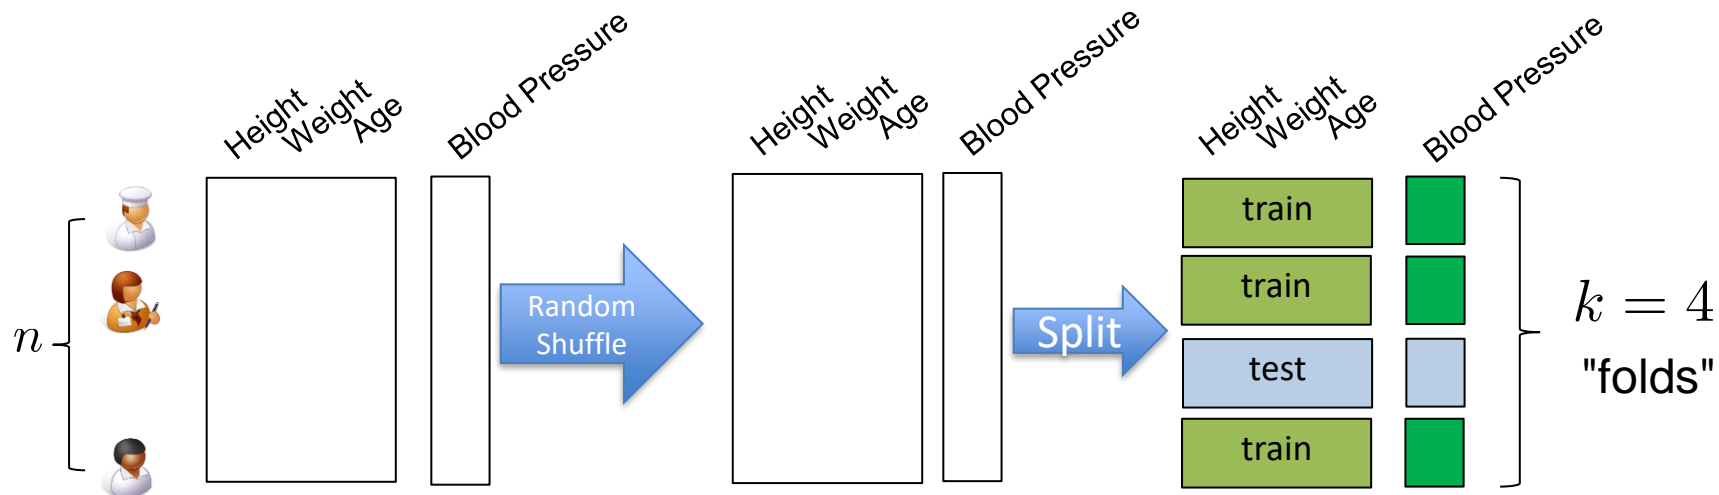 Height
Weight
Age
Blood Pressure
Height
Weight
Age
Blood Pressure
Height
Weight
Age
Blood Pressure
n
Random
Shuffle
Split
train
train
test
train
k = 4
"folds"